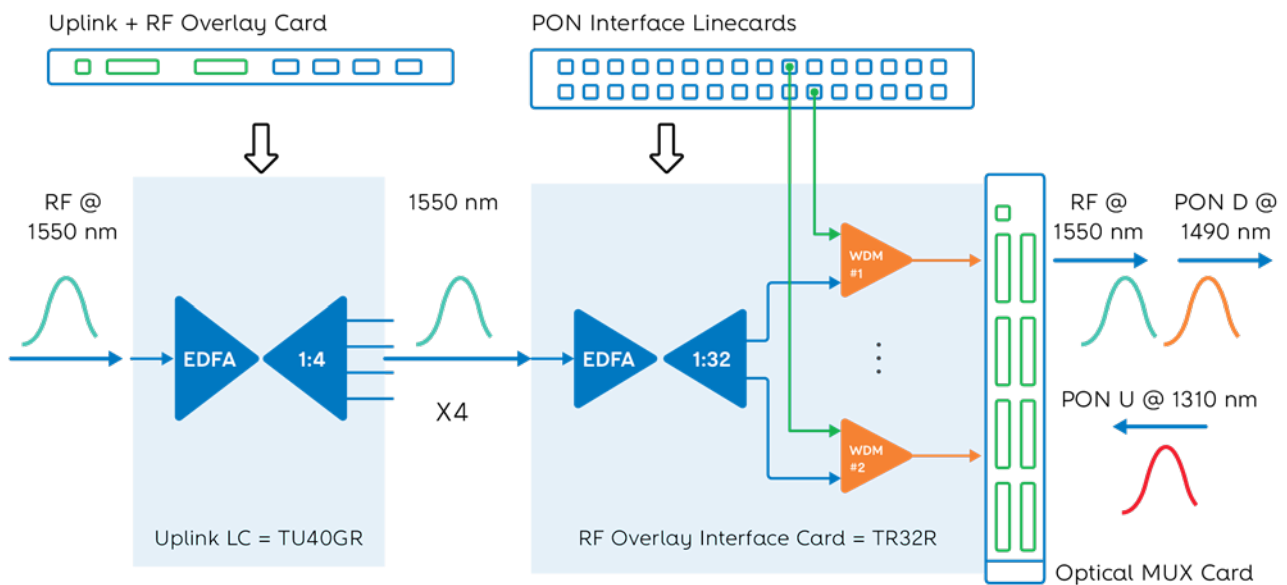 Uplink + RF Overlay Card
PON Interface Linecards
RF @
1550 nm
1550 nm
EDFA
1:4
X4
EDFA
1:32
WDM
#1
⋮
WDM
#2
RF @
1550 nm
PON D @
1490 nm
PON U @ 1310 nm
Uplink LC = TU40GR
RF Overlay Interface Card = TR32R
Optical MUX Card